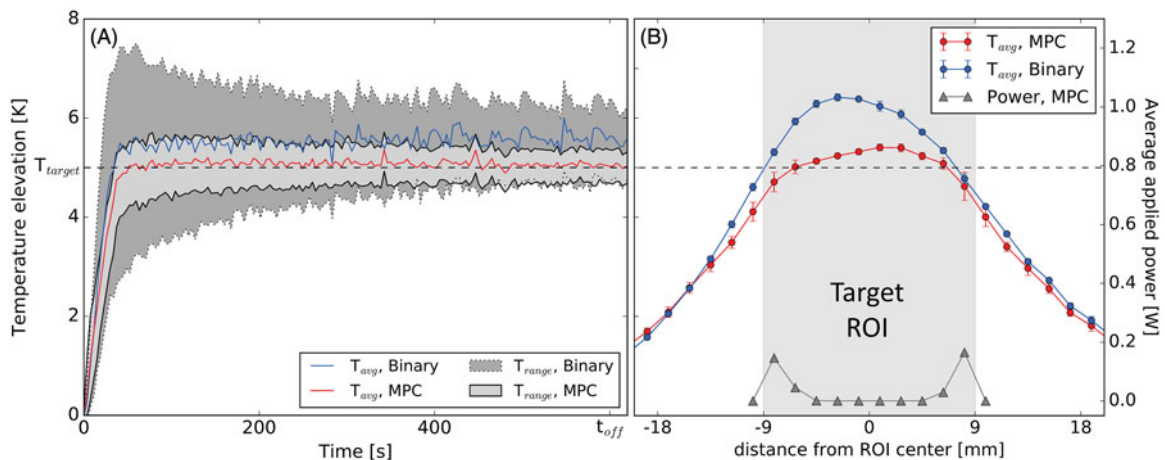 (A)
8
6
T_target
4
2
0
Temperature elevation [K]
0
200
400
t_off
Time [s]
T_avg, Binary
T_avg, MPC
T_range, Binary
T_range, MPC
(B)
T_avg, MPC
T_avg, Binary
Power, MPC
Target
ROI
1.2
1.0
0.8
0.6
0.4
0.2
0.0
Average applied power [W]
-18
-9
0
9
18
distance from ROI center [mm]